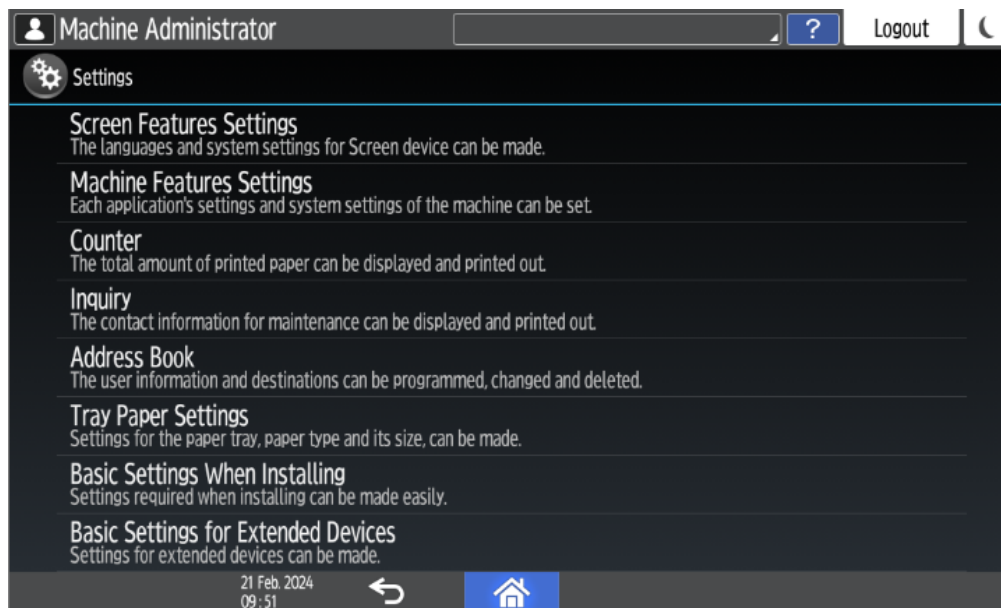 Machine Administrator
?
Logout
Settings
Screen Features Settings
The languages and system settings for Screen device can be made.
Machine Features Settings
Each application's settings and system settings of the machine can be set.
Counter
The total amount of printed paper can be displayed and printed out.
Inquiry
The contact information for maintenance can be displayed and printed out.
Address Book
The user information and destinations can be programmed, changed and deleted.
Tray Paper Settings
Settings for the paper tray, paper type and its size, can be made.
Basic Settings When Installing
Settings required when installing can be made easily.
Basic Settings for Extended Devices
Settings for extended devices can be made.
21 Feb. 2024
09:51